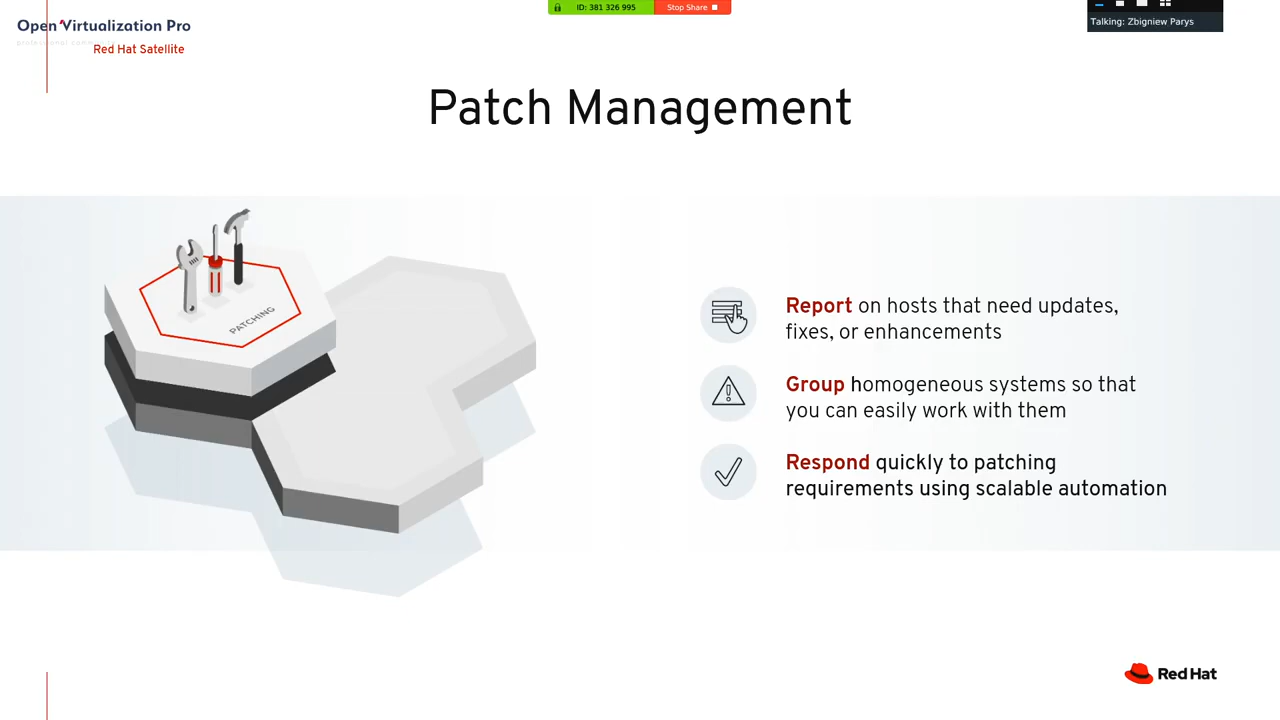 Open Virtualization Pro
professional community
Red Hat Satellite
ID: 381 326 995
Stop Share
Talking: Zbigniew Parys
Patch Management
PATCHING
Report on hosts that need updates,
fixes, or enhancements
Group homogeneous systems so that
you can easily work with them
Respond quickly to patching
requirements using scalable automation
Red Hat